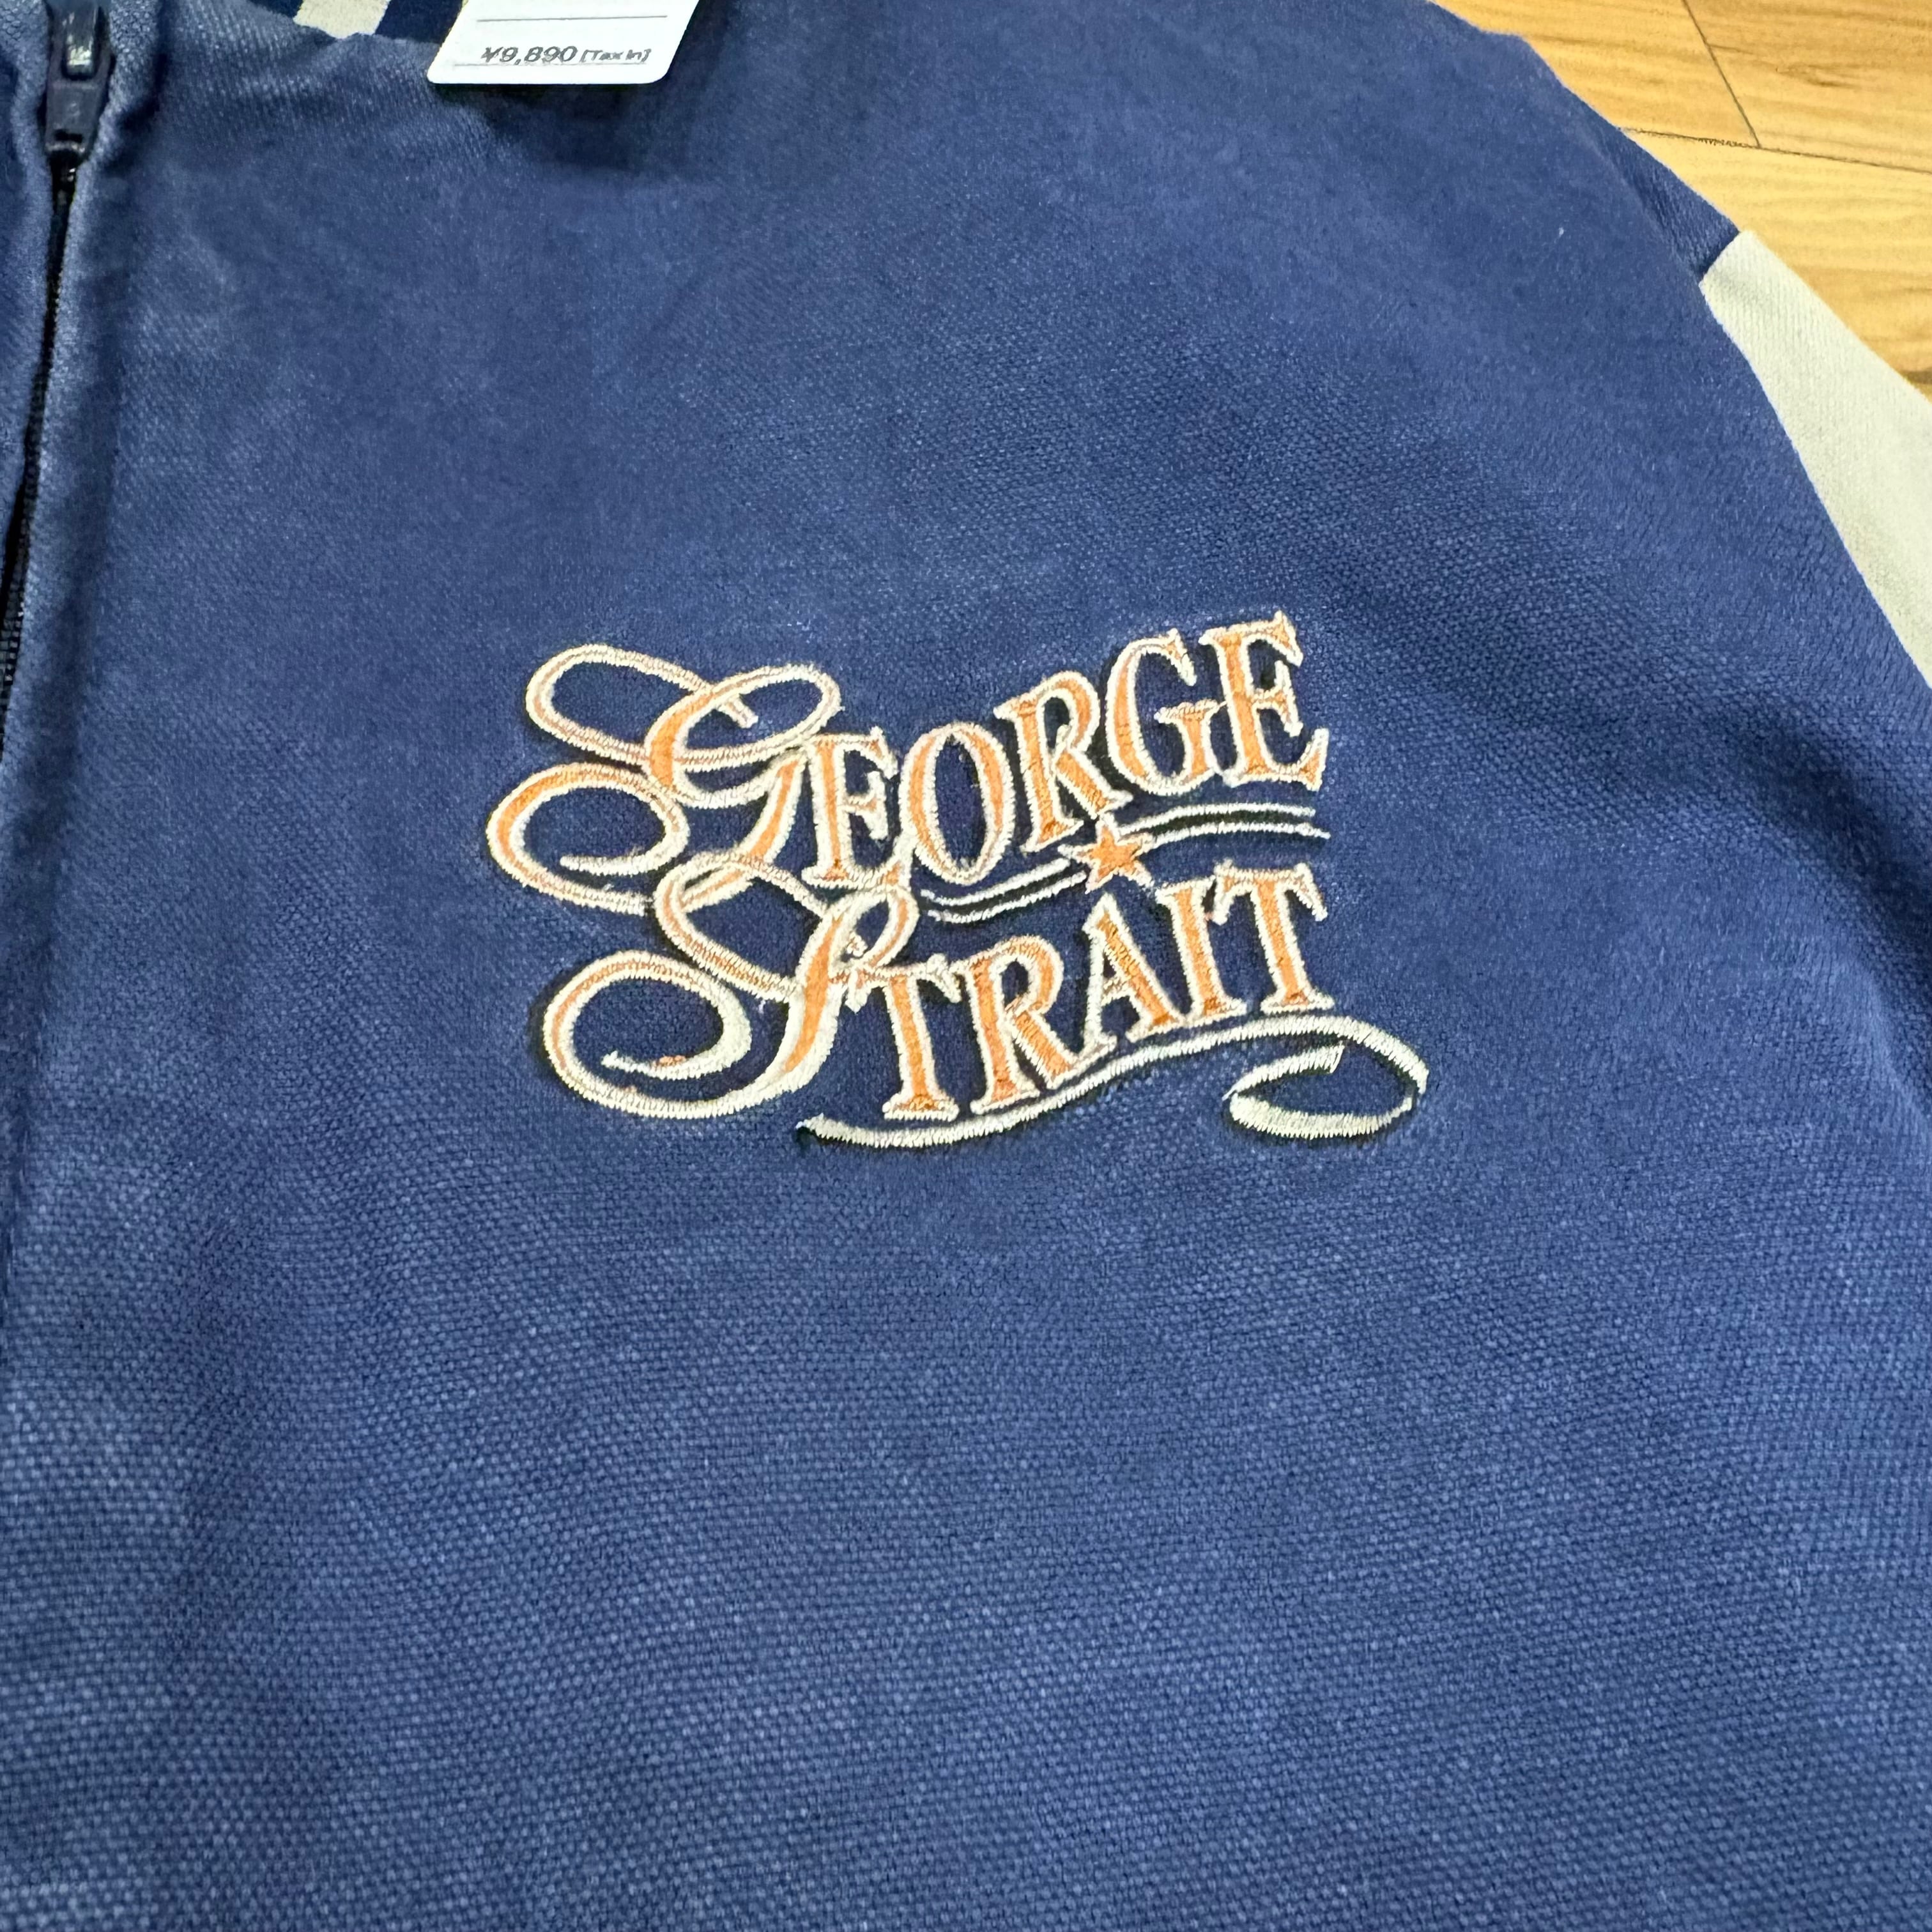 ¥9,890 [Tax in]
GEORGE
STRAIT